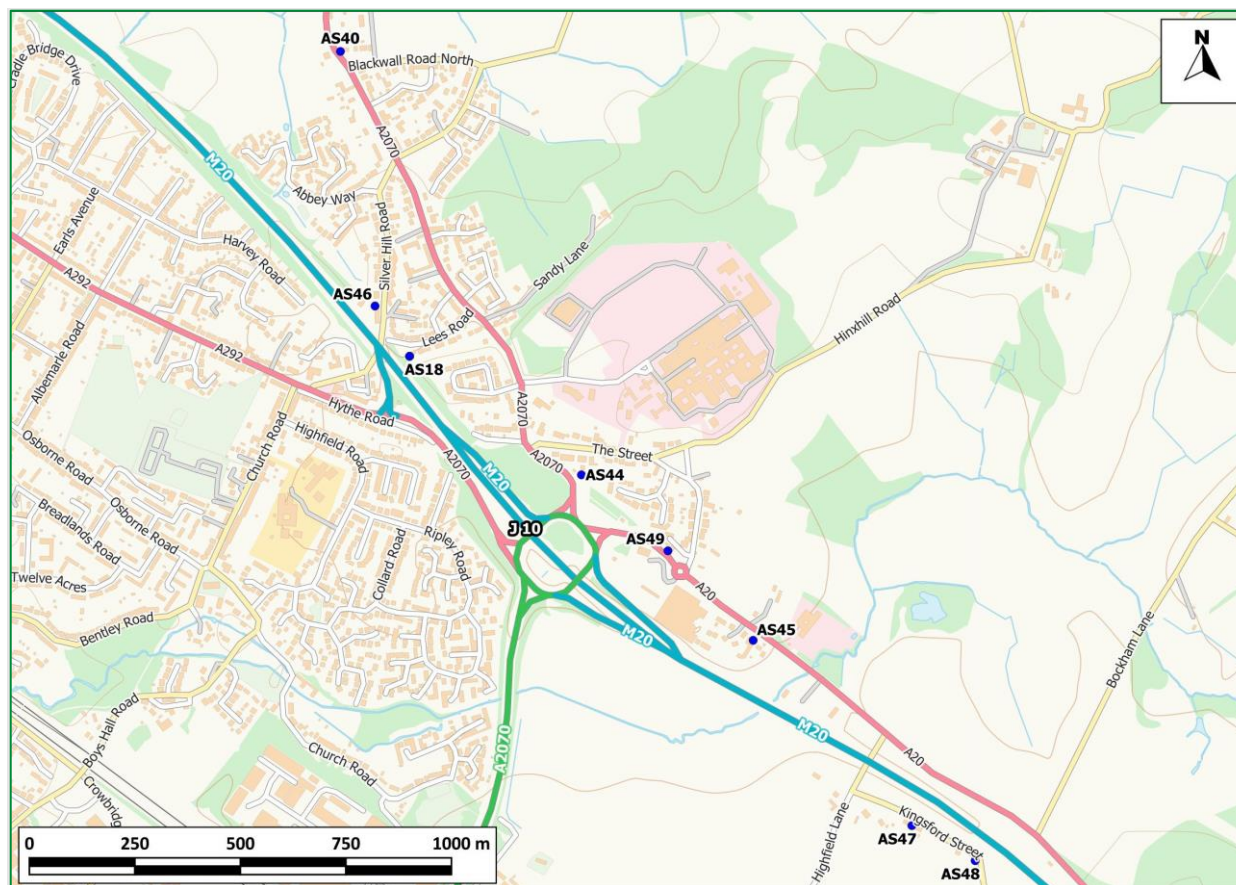 N
AS40
Blackwall Road North
Cradle Bridge Drive
A2070
M20
Abbey Way
Earls Avenue
Silver Hill Road
Harvey Road
Sandy Lane
A292
AS46
Hinxhill Road
Lees Road
AS18
Albemarle Road
A292
A2070
Hythe Road
Church Road
Highfield Road
The Street
A2070
A2070
M20
AS44
Osborne Road
Osborne Road
Breadlands Road
J10
Ripley Road
AS49
Collard Road
Twelve Acres
A20
Bentley Road
AS45
M20
Bockham Lane
Boys Hall Road
Church Road
A2070
M20
A20
Crowbridg
Kingsford Street
Highfield Lane
AS47
AS48
0 250 500 750 1000 m